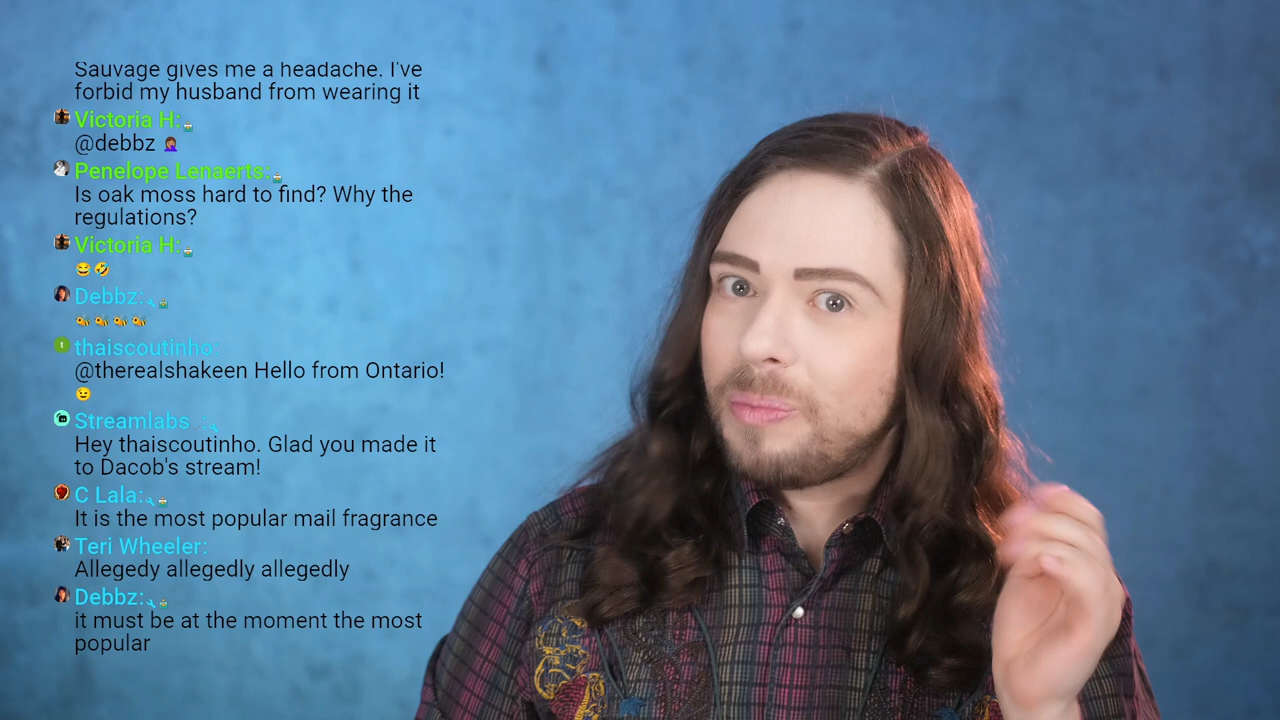 Sauvage gives me a headache. I've
forbid my husband from wearing it
Victoria H:
@debbz 🤦🏾‍♀️
Penelope Lenaerts:
Is oak moss hard to find? Why the
regulations?
Victoria H:
😂🤣
Debbz:
🐝🐝🐝🐝
t thaiscoutinho:
@therealshakeen Hello from Ontario!
😉
Streamlabs :
Hey thaiscoutinho. Glad you made it
to Dacob's stream!
C Lala:
It is the most popular mail fragrance
Teri Wheeler:
Allegedy allegedly allegedly
Debbz:
it must be at the moment the most
popular